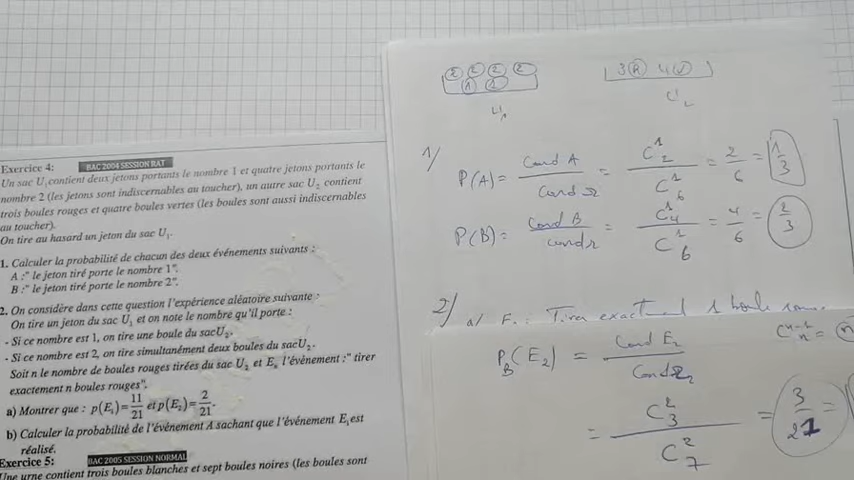 Exercice 4: BAC 2004 SESSION RAT
Un sac U₁ contient deux jetons portants le nombre 1 et quatre jetons portants le
nombre 2 (les jetons sont indiscernables au toucher), un autre sac U₂ contient
trois boules rouges et quatre boules vertes (les boules sont aussi indiscernables
au toucher).
On tire au hasard un jeton du sac U₁.
1. Calculer la probabilité de chacun des deux événements suivants :
A :" le jeton tiré porte le nombre 1".
B :" le jeton tiré porte le nombre 2".
2. On considère dans cette question l'expérience aléatoire suivante :
On tire un jeton du sac U₁ et on note le nombre qu'il porte :
- Si ce nombre est 1, on tire une boule du sac U₂.
- Si ce nombre est 2, on tire simultanément deux boules du sac U₂.
Soit n le nombre de boules rouges tirées du sac U₂ et Eₙ l'événement :" tirer
exactement n boules rouges".
a) Montrer que : p(E₁)=11/21 et p(E₂)=2/21.
b) Calculer la probabilité de l'événement A sachant que l'événement E₁ est
réalisé.
Exercice 5: BAC 2005 SESSION NORMAL
Une urne contient trois boules blanches et sept boules noires (les boules sont
2 2 2 2
1 1
U₁
3 R 4 V
U₂
1/ P(A) = Card A / Card Ω = C¹₂ / C¹₆ = 2/6 = 1/3
P(B) = Card B / Card Ω = C¹₄ / C¹₆ = 4/6 = 2/3
2/ a/ Tirer exactement 1 boule
P_B(E₂) = Card E₂ / Card Ω₂
= C²₃ / C²₇ = 3/21 =